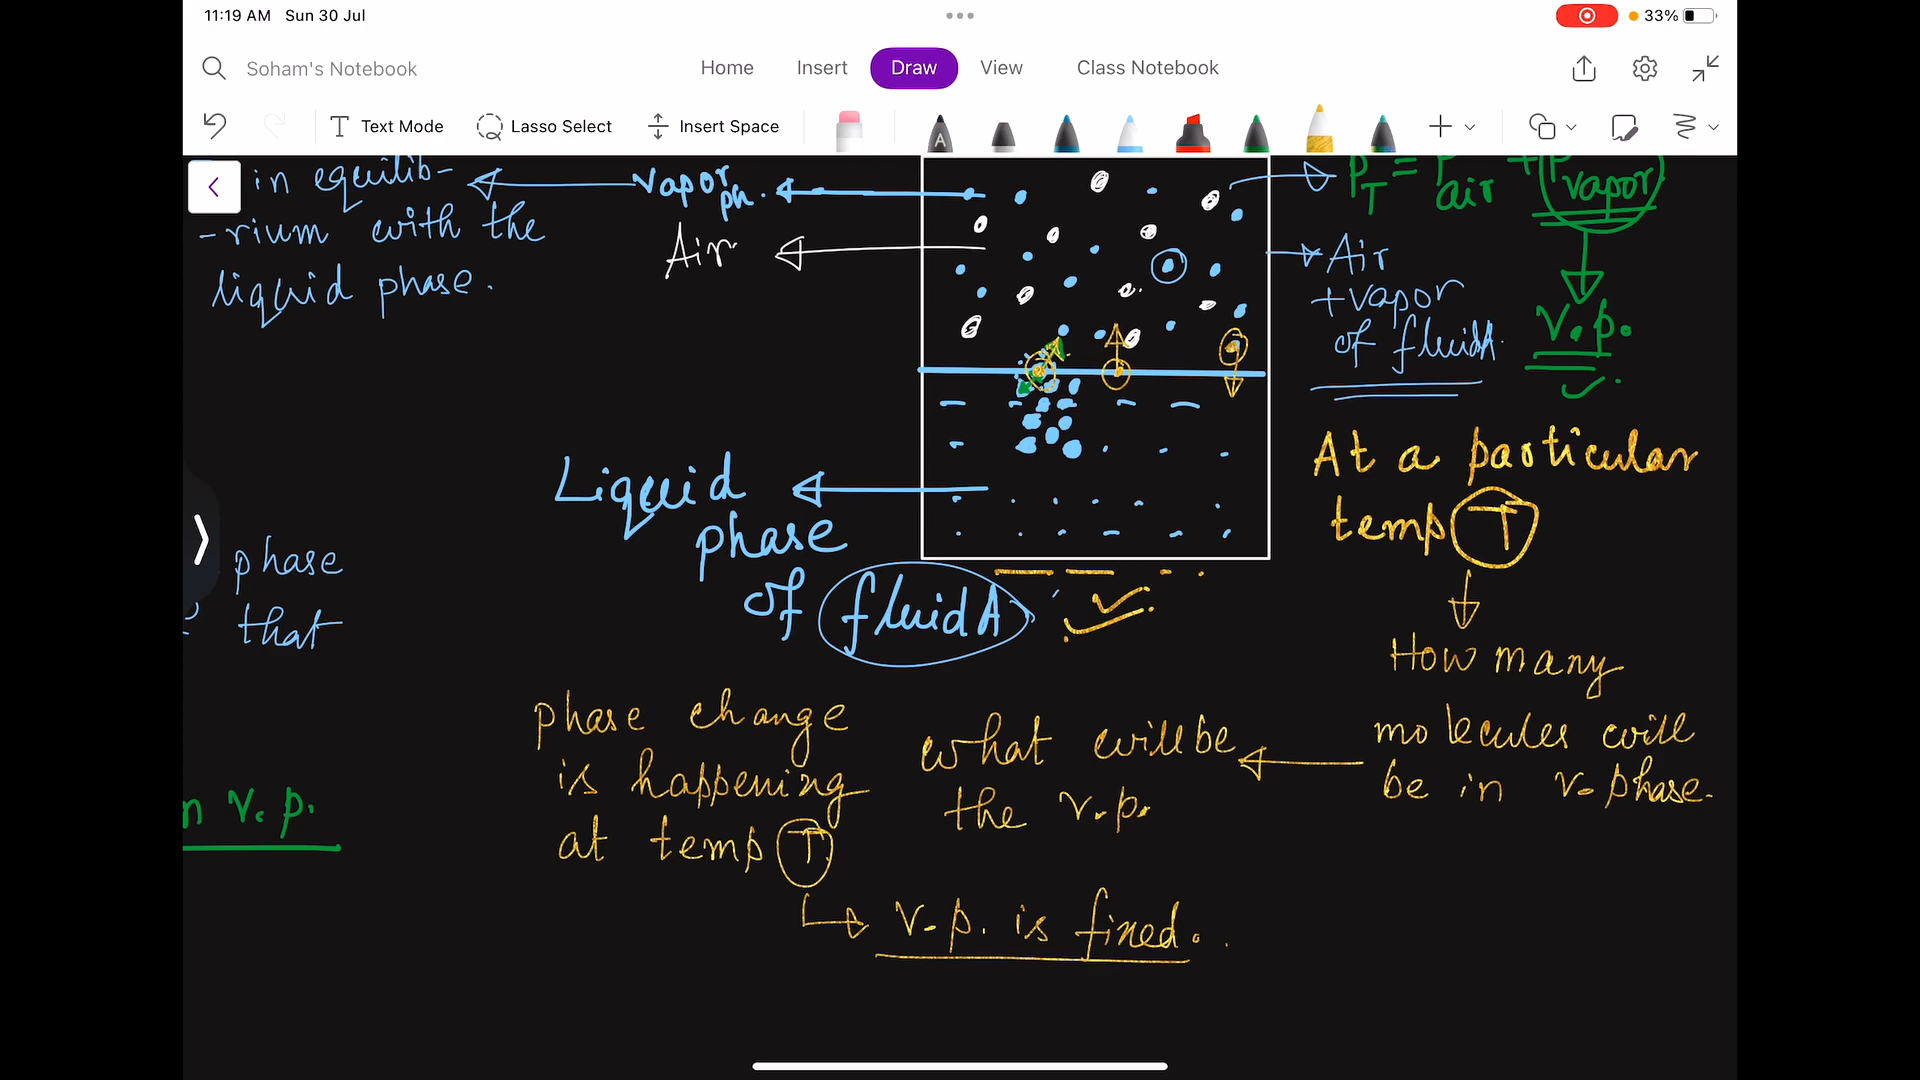 11:19 AM Sun 30 Jul
33%
Soham's Notebook
Home Insert Draw View Class Notebook
Text Mode Lasso Select Insert Space
A
in equilib-
-rium with the
liquid phase.
vapor ph.
Air
P_T = P_air + P_vapor
v.p.
Air
+vapor
of fluid A
Liquid
phase
of fluid A
At a particular
temp T
How many
molecules will
be in v. phase.
what will be
the v.p.
phase change
is happening
at temp T
v.p. is fixed.
phase
that
n v.p.